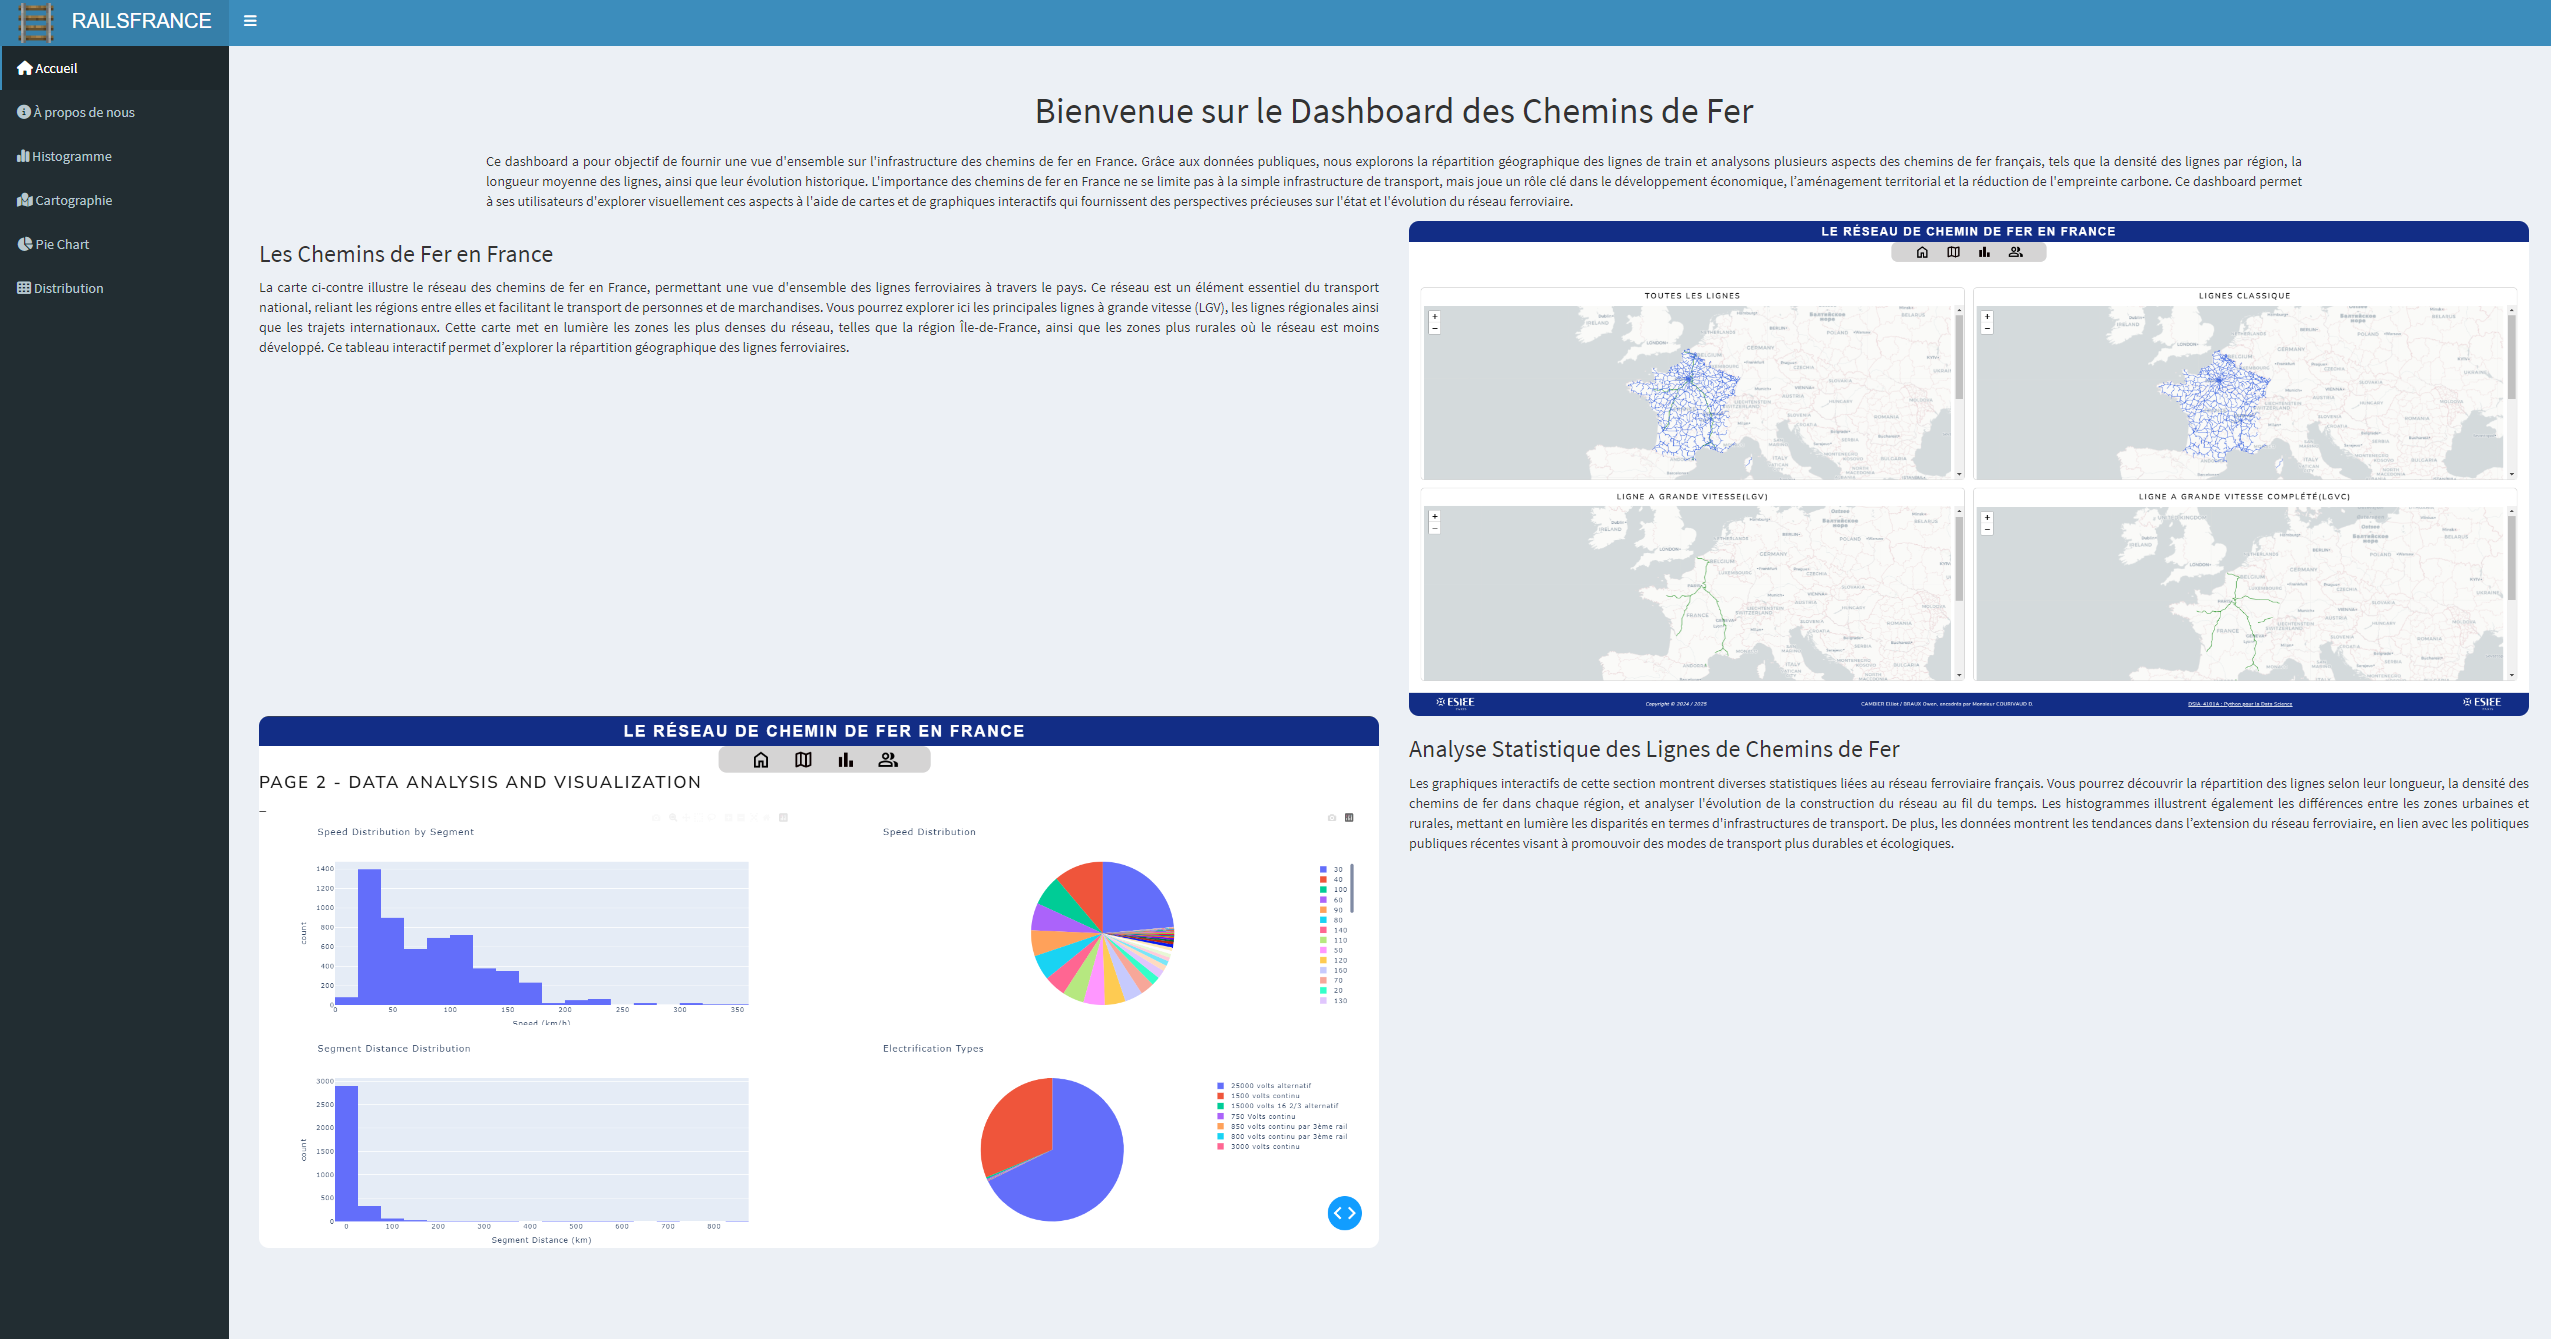 RAILSFRANCE
Accueil
À propos de nous
Histogramme
Cartographie
Pie Chart
Distribution
Bienvenue sur le Dashboard des Chemins de Fer
Ce dashboard a pour objectif de fournir une vue d'ensemble sur l'infrastructure des chemins de fer en France. Grâce aux données publiques, nous explorons la répartition géographique des lignes de train et analysons plusieurs aspects des chemins de fer français, tels que la densité des lignes par région, la
longueur moyenne des lignes, ainsi que leur évolution historique. L'importance des chemins de fer en France ne se limite pas à la simple infrastructure de transport, mais joue un rôle clé dans le développement économique, l’aménagement territorial et la réduction de l'empreinte carbone. Ce dashboard permet
à ses utilisateurs d'explorer visuellement ces aspects à l'aide de cartes et de graphiques interactifs qui fournissent des perspectives précieuses sur l'état et l'évolution du réseau ferroviaire.
Les Chemins de Fer en France
La carte ci-contre illustre le réseau des chemins de fer en France, permettant une vue d'ensemble des lignes ferroviaires à travers le pays. Ce réseau est un élément essentiel du transport
national, reliant les régions entre elles et facilitant le transport de personnes et de marchandises. Vous pourrez explorer ici les principales lignes à grande vitesse (LGV), les lignes régionales ainsi
que les trajets internationaux. Cette carte met en lumière les zones les plus denses du réseau, telles que la région Île-de-France, ainsi que les zones plus rurales où le réseau est moins
développé. Ce tableau interactif permet d’explorer la répartition géographique des lignes ferroviaires.
LE RÉSEAU DE CHEMIN DE FER EN FRANCE
TOUTES LES LIGNES
LIGNES CLASSIQUE
LIGNE A GRANDE VITESSE(LGV)
LIGNE A GRANDE VITESSE COMPLÉTÉ(LGVC)
ESIEE
Copyright © 2024 / 2025
CAMBIER Elliot / BRAUX Owen, encadrés par Monsieur COURIVAUD D.
DSIA_4101A : Python pour la Data Science
ESIEE
LE RÉSEAU DE CHEMIN DE FER EN FRANCE
PAGE 2 - DATA ANALYSIS AND VISUALIZATION
Speed Distribution by Segment
1400
1200
1000
800
600
400
200
0
count
0 50 100 150 200 250 300 350
Speed (km/h)
Speed Distribution
30
40
100
60
90
80
140
110
50
120
160
70
20
130
Segment Distance Distribution
3000
2500
2000
1500
1000
500
0
count
0 100 200 300 400 500 600 700 800
Segment Distance (km)
Electrification Types
25000 volts alternatif
1500 volts continu
15000 volts 16 2/3 alternatif
750 Volts continu
850 volts continu par 3ème rail
800 volts continu par 3ème rail
3000 volts continu
Analyse Statistique des Lignes de Chemins de Fer
Les graphiques interactifs de cette section montrent diverses statistiques liées au réseau ferroviaire français. Vous pourrez découvrir la répartition des lignes selon leur longueur, la densité des
chemins de fer dans chaque région, et analyser l'évolution de la construction du réseau au fil du temps. Les histogrammes illustrent également les différences entre les zones urbaines et
rurales, mettant en lumière les disparités en termes d'infrastructures de transport. De plus, les données montrent les tendances dans l’extension du réseau ferroviaire, en lien avec les politiques
publiques récentes visant à promouvoir des modes de transport plus durables et écologiques.